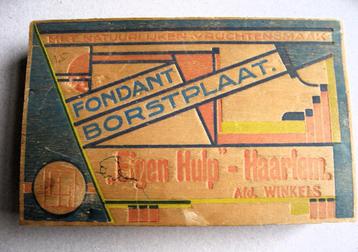 MET NATUURLIJKEN VRUCHTENSMAAK
FONDANT
BORSTPLAAT.
„Eigen Hulp" - Haarlem.
Afd. WINKELS